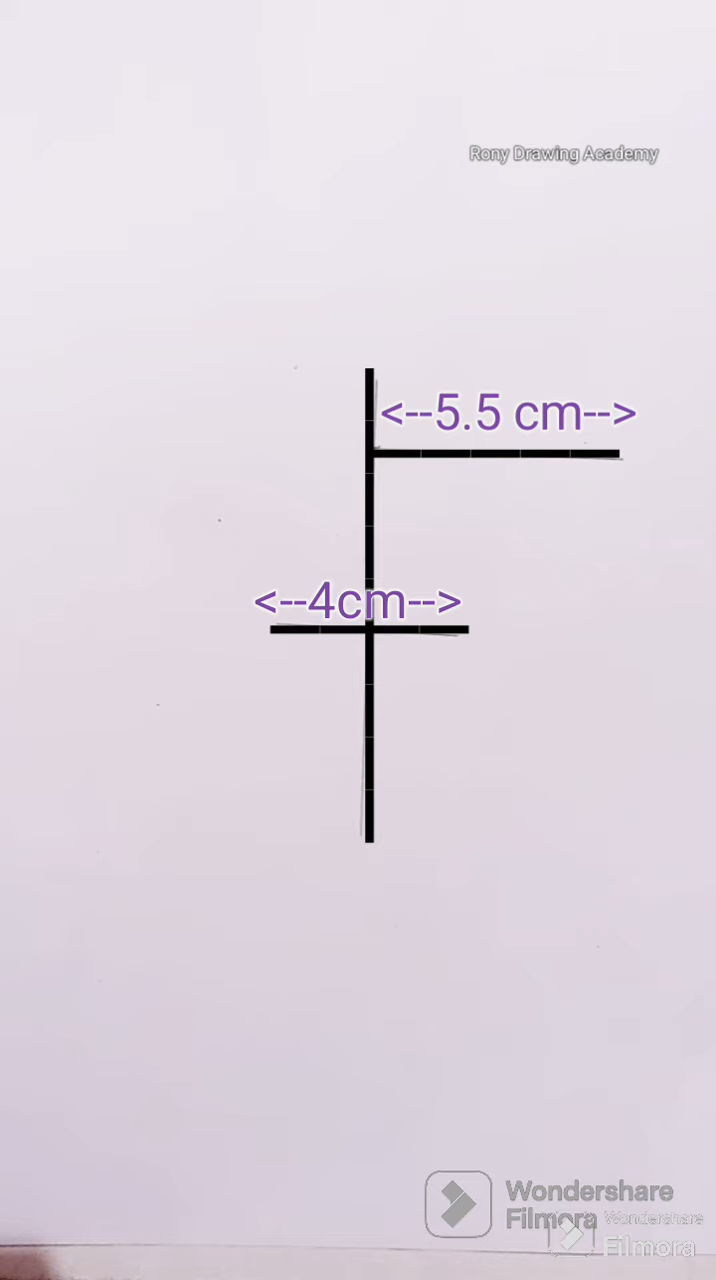 Rony Drawing Academy
<--5.5 cm-->
<--4cm-->
Wondershare
Filmora
Wondershare
Filmora